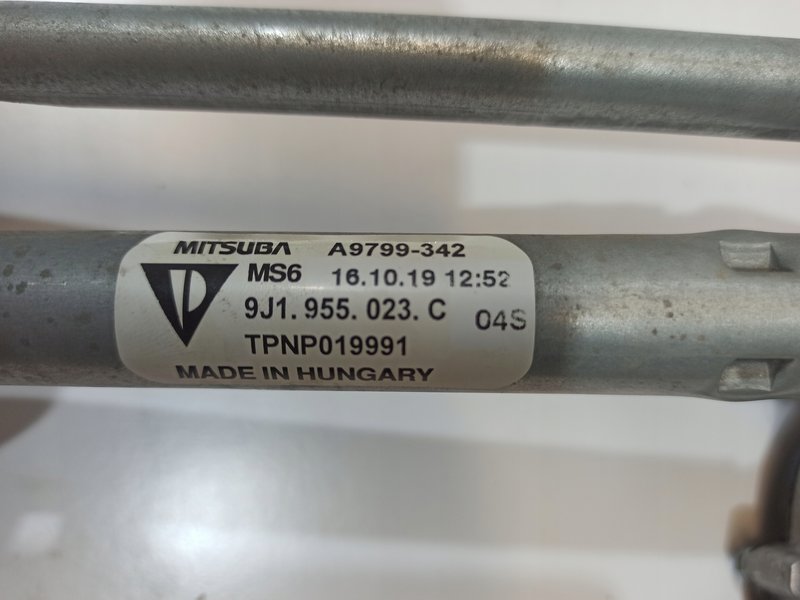 MITSUBA A9799-342
MS6 16.10.19 12:52
9J1. 955. 023. C 04S
TPNP019991
MADE IN HUNGARY